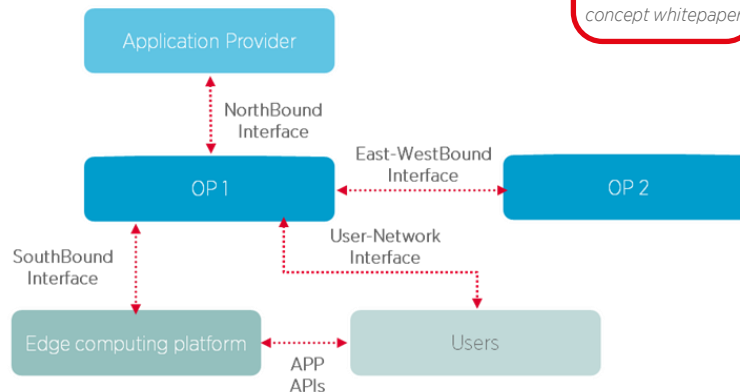 concept whitepaper
Application Provider
NorthBound
Interface
East-WestBound
Interface
OP 1
OP 2
User-Network
Interface
SouthBound
Interface
Edge computing platform
Users
APP
APIs